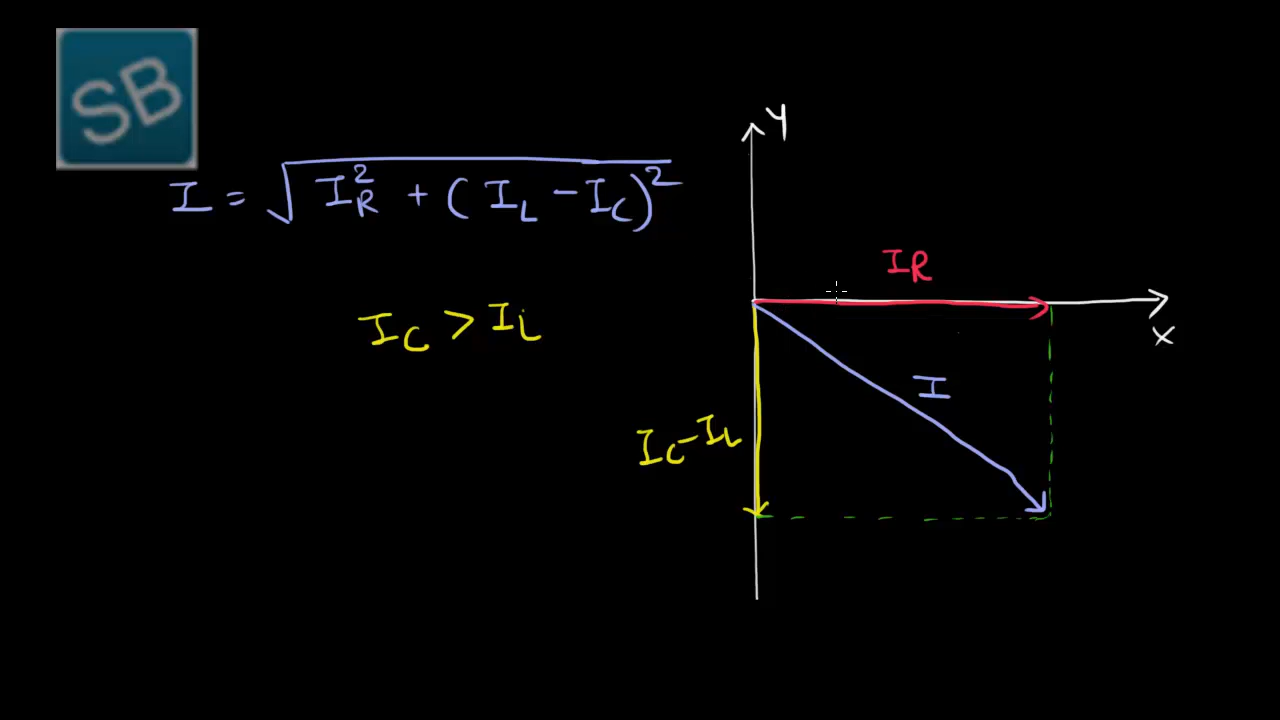 SB
Y
I = √(I_R² + (I_L - I_C)²)
I_R
I_C > I_L
X
I
I_C - I_L